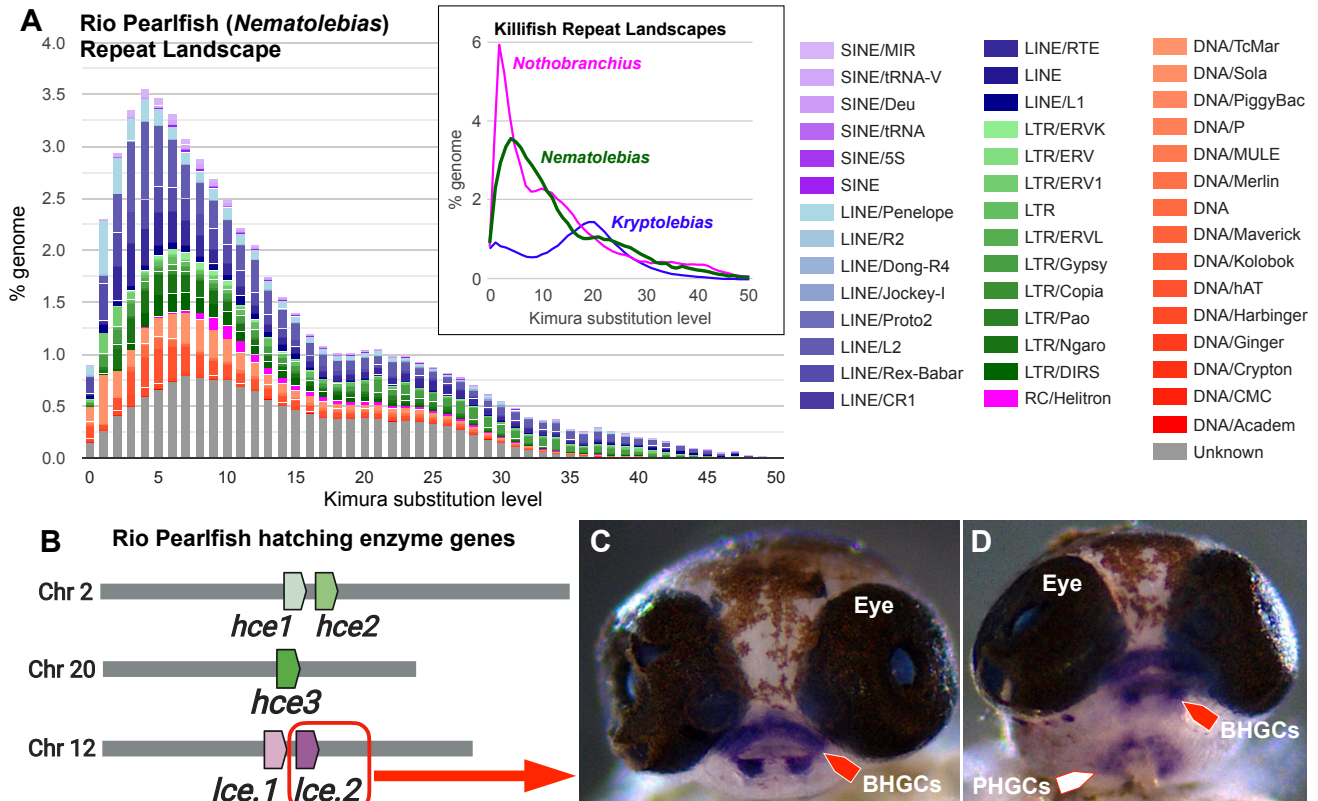 A
Rio Pearlfish (Nematolebias)
Repeat Landscape
4.0
3.5
3.0
2.5
2.0
1.5
1.0
0.5
0.0
% genome
0 5 10 15 20 25 30 35 40 45 50
Kimura substitution level
Killifish Repeat Landscapes
6
4
2
0
% genome
Nothobranchius
Nematolebias
Kryptolebias
0 10 20 30 40 50
Kimura substitution level
SINE/MIR
SINE/tRNA-V
SINE/Deu
SINE/tRNA
SINE/5S
SINE
LINE/Penelope
LINE/R2
LINE/Dong-R4
LINE/Jockey-I
LINE/Proto2
LINE/L2
LINE/Rex-Babar
LINE/CR1
LINE/RTE
LINE
LINE/L1
LTR/ERVK
LTR/ERV
LTR/ERV1
LTR
LTR/ERVL
LTR/Gypsy
LTR/Copia
LTR/Pao
LTR/Ngaro
LTR/DIRS
RC/Helitron
DNA/TcMar
DNA/Sola
DNA/PiggyBac
DNA/P
DNA/MULE
DNA/Merlin
DNA
DNA/Maverick
DNA/Kolobok
DNA/hAT
DNA/Harbinger
DNA/Ginger
DNA/Crypton
DNA/CMC
DNA/Academ
Unknown
B
Rio Pearlfish hatching enzyme genes
Chr 2
hce1 hce2
Chr 20
hce3
Chr 12
lce.1 lce.2
C
Eye
BHGCs
D
Eye
BHGCs
PHGCs